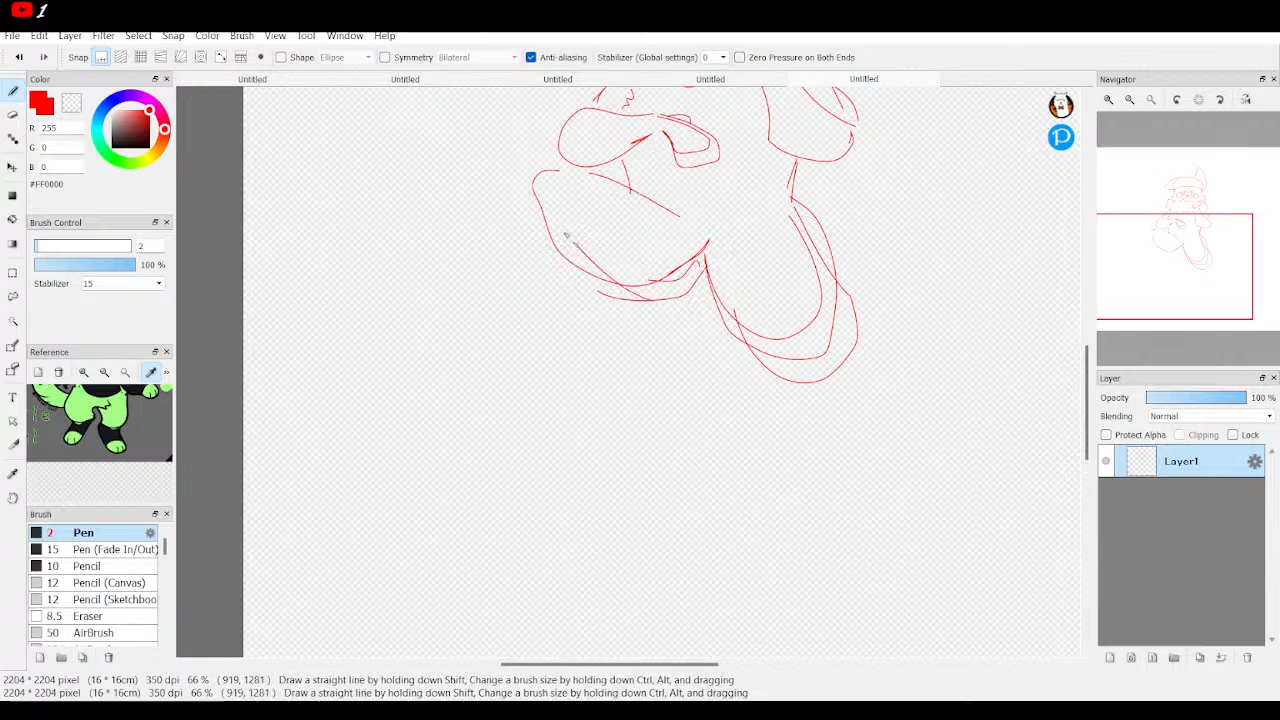 1
File Edit Layer Filter Select Snap Color Brush View Tool Window Help
Snap Shape Ellipse Symmetry Bilateral Anti-aliasing Stabilizer (Global settings) 0 Zero Pressure on Both Ends
Color Untitled Untitled Untitled Untitled Untitled Navigator
R 255
G 0
B 0
#FF0000
Brush Control
2
100 %
Stabilizer 15
Reference
»
Layer
Opacity 100 %
Blending Normal
Protect Alpha Clipping Lock
Layer1
Brush
2 Pen
15 Pen (Fade In/Out)
10 Pencil
12 Pencil (Canvas)
12 Pencil (Sketchboo
8.5 Eraser
50 AirBrush
2204 * 2204 pixel (16 * 16cm) 350 dpi 66 % ( 919, 1281) Draw a straight line by holding down Shift, Change a brush size by holding down Ctrl, Alt, and dragging
2204 * 2204 pixel (16 * 16cm) 350 dpi 66 % ( 919, 1281) Draw a straight line by holding down Shift, Change a brush size by holding down Ctrl, Alt, and dragging